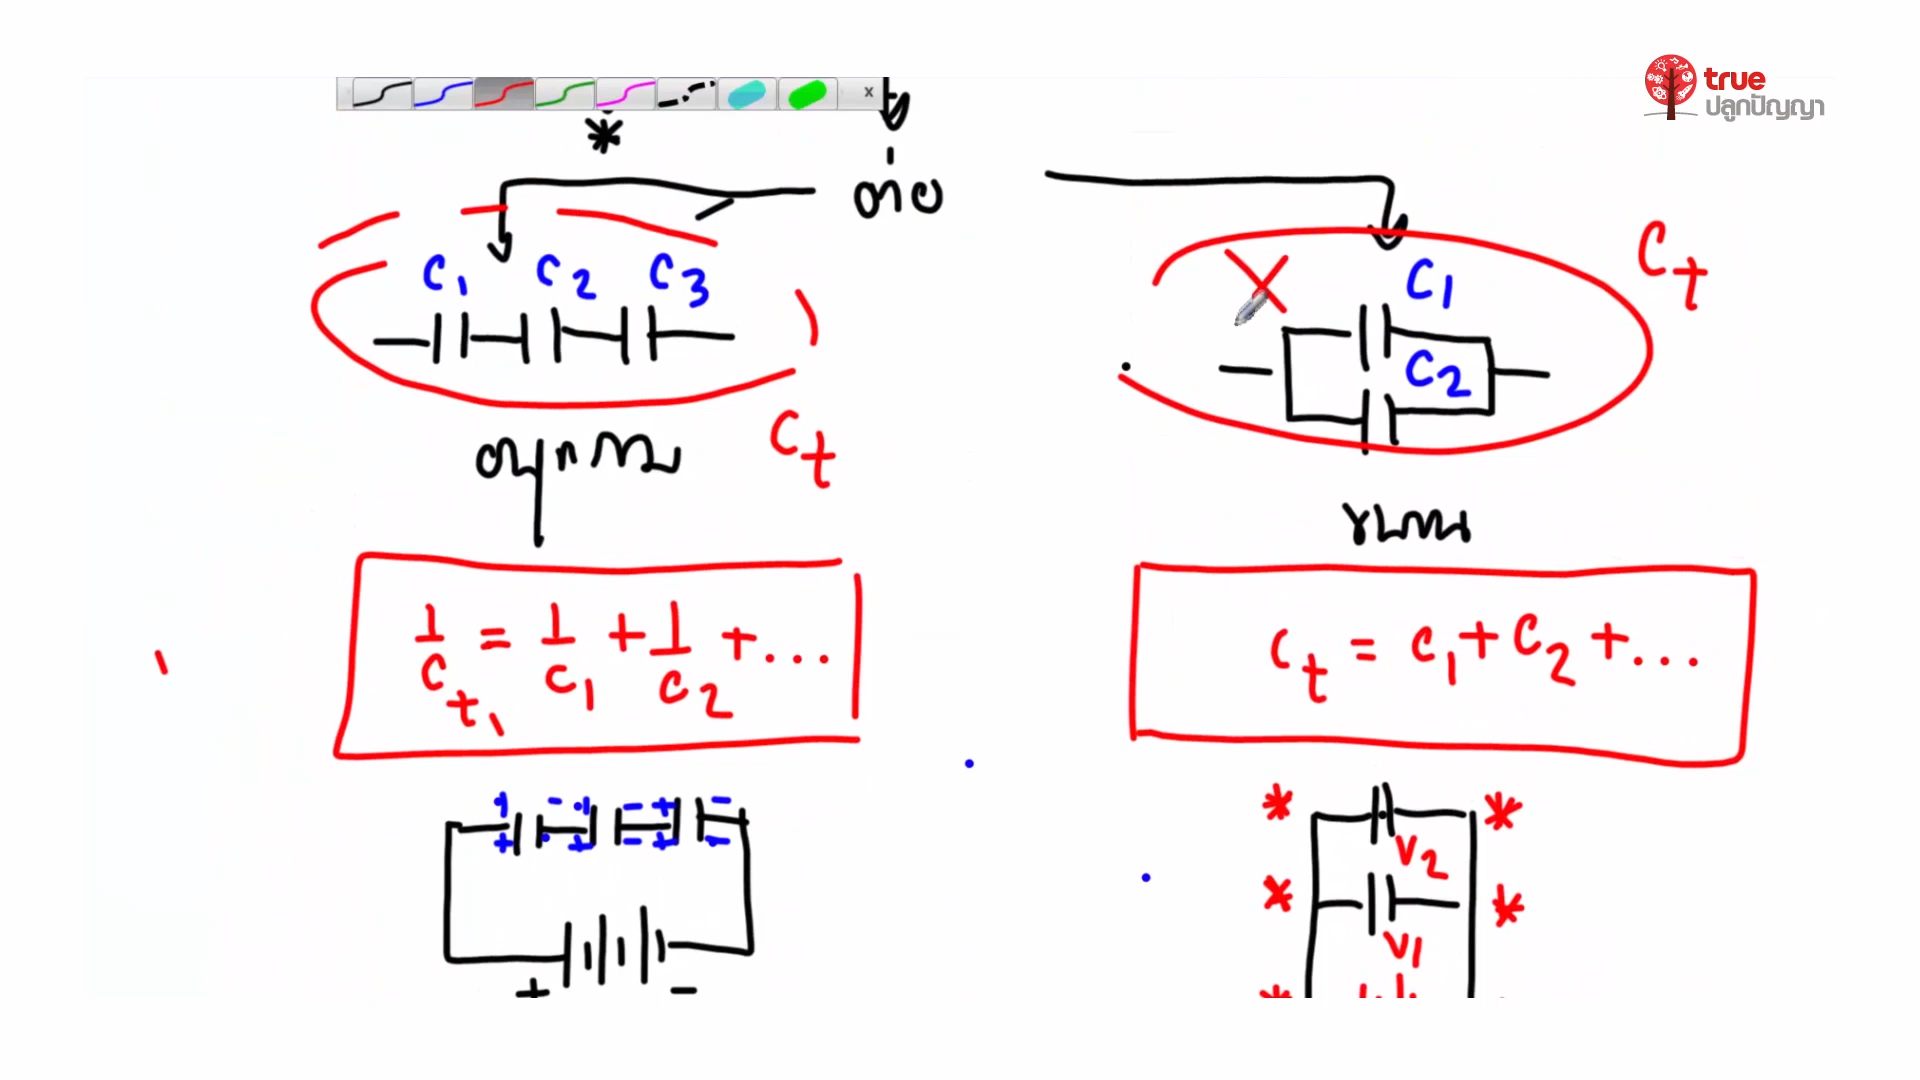 true
ปลูกปัญญา
x
*
ต่อ
C1 C2 C3
Ct
อนุกรม
1/Ct = 1/C1 + 1/C2 + ...
+ - + - + -
+ -
Ct
X
C1
C2
ขนาน
Ct = C1 + C2 + ...
* *
V2
* *
V1